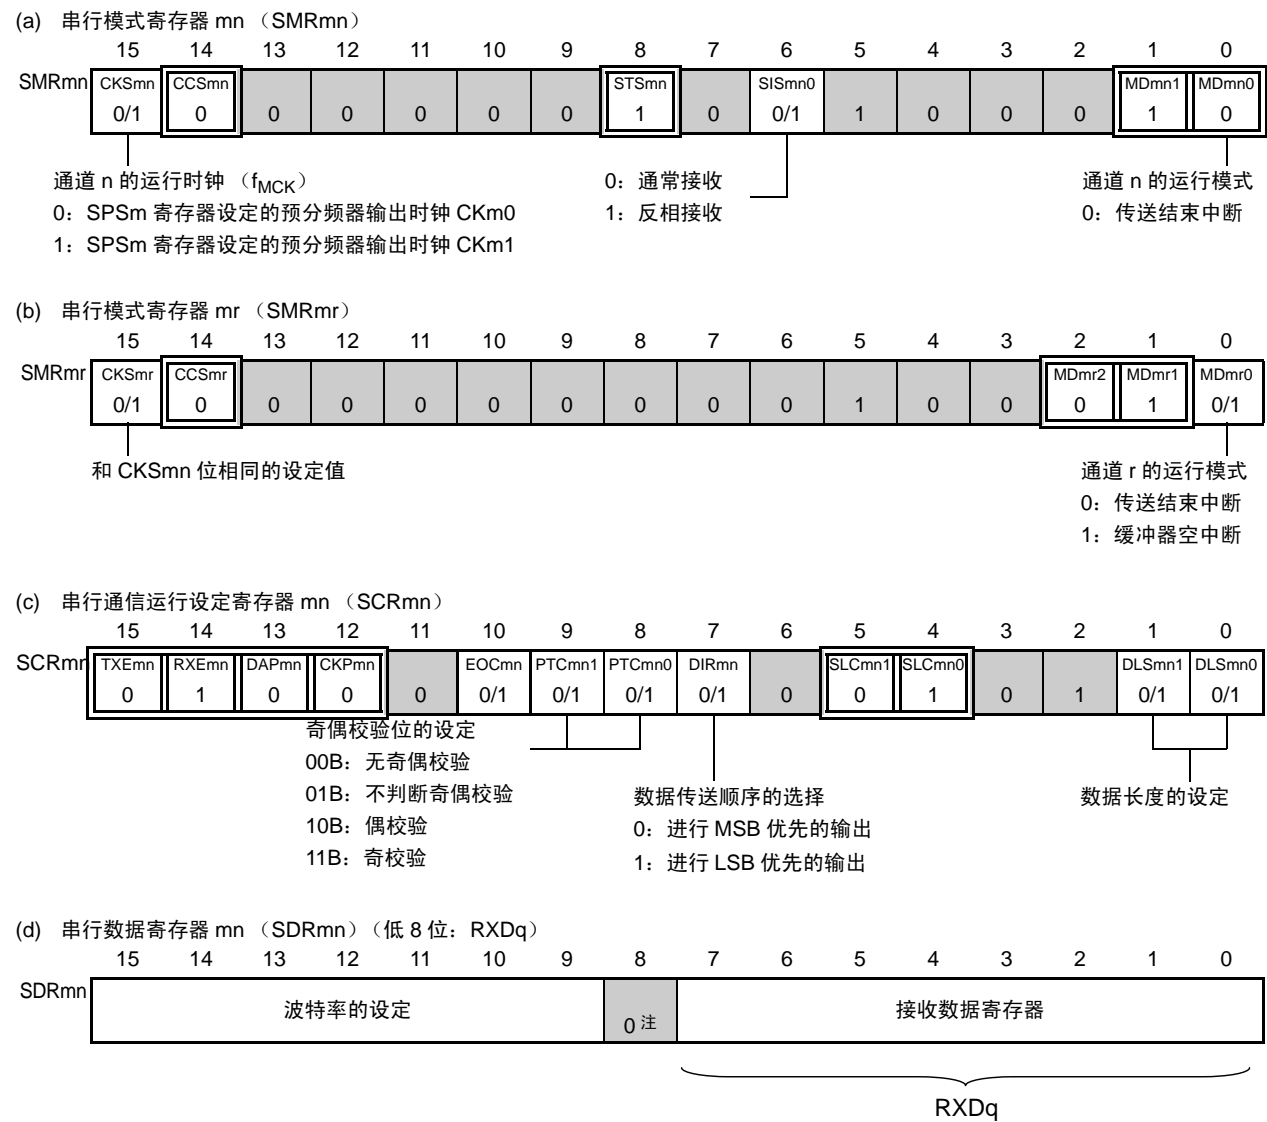 (a) 串行模式寄存器 mn （SMRmn）
15 14 13 12 11 10 9 8 7 6 5 4 3 2 1 0
SMRmn CKSmn CCSmn STSmn SISmn0 MDmn1 MDmn0
0/1 0 0 0 0 0 0 1 0 0/1 1 0 0 0 1 0
通道 n 的运行时钟 （fMCK） 0：通常接收 通道 n 的运行模式
0：SPSm 寄存器设定的预分频器输出时钟 CKm0 1：反相接收 0：传送结束中断
1：SPSm 寄存器设定的预分频器输出时钟 CKm1
(b) 串行模式寄存器 mr （SMRmr）
15 14 13 12 11 10 9 8 7 6 5 4 3 2 1 0
SMRmr CKSmr CCSmr MDmr2 MDmr1 MDmr0
0/1 0 0 0 0 0 0 0 0 0 1 0 0 0 1 0/1
和 CKSmn 位相同的设定值 通道 r 的运行模式
0：传送结束中断
1：缓冲器空中断
(c) 串行通信运行设定寄存器 mn （SCRmn）
15 14 13 12 11 10 9 8 7 6 5 4 3 2 1 0
SCRmn TXEmn RXEmn DAPmn CKPmn EOCmn PTCmn1 PTCmn0 DIRmn SLCmn1 SLCmn0 DLSmn1 DLSmn0
0 1 0 0 0 0/1 0/1 0/1 0/1 0 0 1 0 1 0/1 0/1
奇偶校验位的设定
00B：无奇偶校验
01B：不判断奇偶校验 数据传送顺序的选择 数据长度的设定
10B：偶校验 0：进行 MSB 优先的输出
11B：奇校验 1：进行 LSB 优先的输出
(d) 串行数据寄存器 mn （SDRmn）（低 8 位：RXDq）
15 14 13 12 11 10 9 8 7 6 5 4 3 2 1 0
SDRmn 波特率的设定 0 注 接收数据寄存器
RXDq